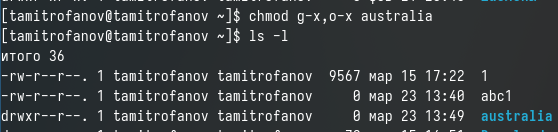 [tamitrofanov@tamitrofanov ~]$ chmod g-x,o-x australia
[tamitrofanov@tamitrofanov ~]$ ls -l
итого 36
-rw-r--r--. 1 tamitrofanov tamitrofanov 9567 мар 15 17:22 1
-rw-r--r--. 1 tamitrofanov tamitrofanov 0 мар 23 13:40 abc1
drwxr--r--. 1 tamitrofanov tamitrofanov 0 мар 23 13:49 australia